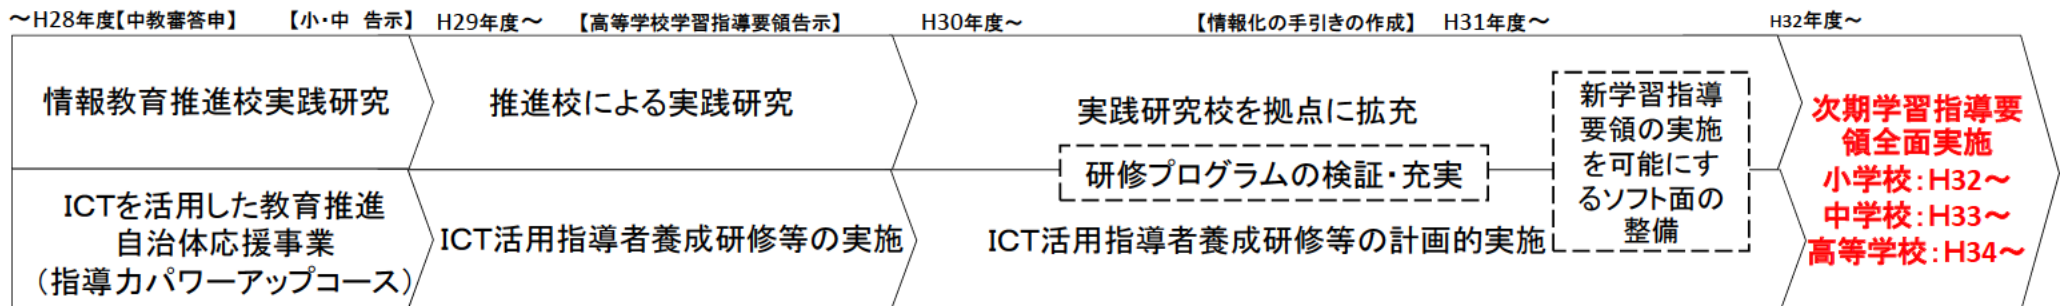 ～H28年度【中教審答申】　【小・中　告示】　H29年度～　【高等学校学習指導要領告示】　H30年度～　【情報化の手引きの作成】　H31年度～　H32年度～
情報教育推進校実践研究
ICTを活用した教育推進
自治体応援事業
（指導力パワーアップコース）
推進校による実践研究
ICT活用指導者養成研修等の実施
実践研究校を拠点に拡充
研修プログラムの検証・充実
ICT活用指導者養成研修等の計画的実施
新学習指導
要領の実施
を可能にす
るソフト面の
整備
次期学習指導要
領全面実施
小学校：H32～
中学校：H33～
高等学校：H34～